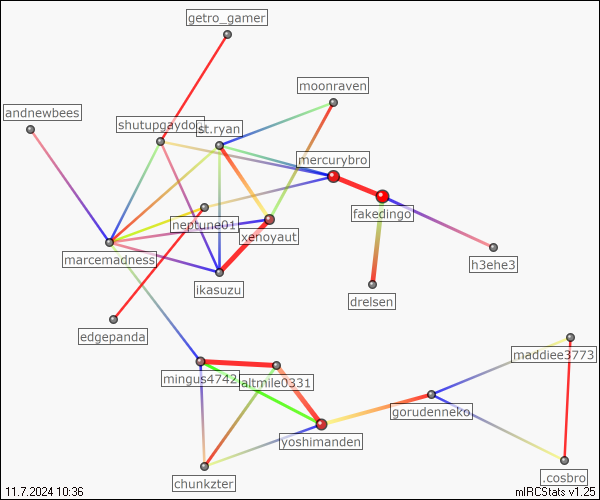 getro_gamer
moonraven
andnewbees
st.ryan
mercurybro
fakedingo
neptune01
xenoyaut
marcemadness
h3ehe3
ikasuzu
drelsen
edgepanda
maddiee3773
mingus4742
altmile0331
gorudenneko
yoshimanden
.cosbro
chunkzter
11.7.2024 10:36
mIRCStats v1.25